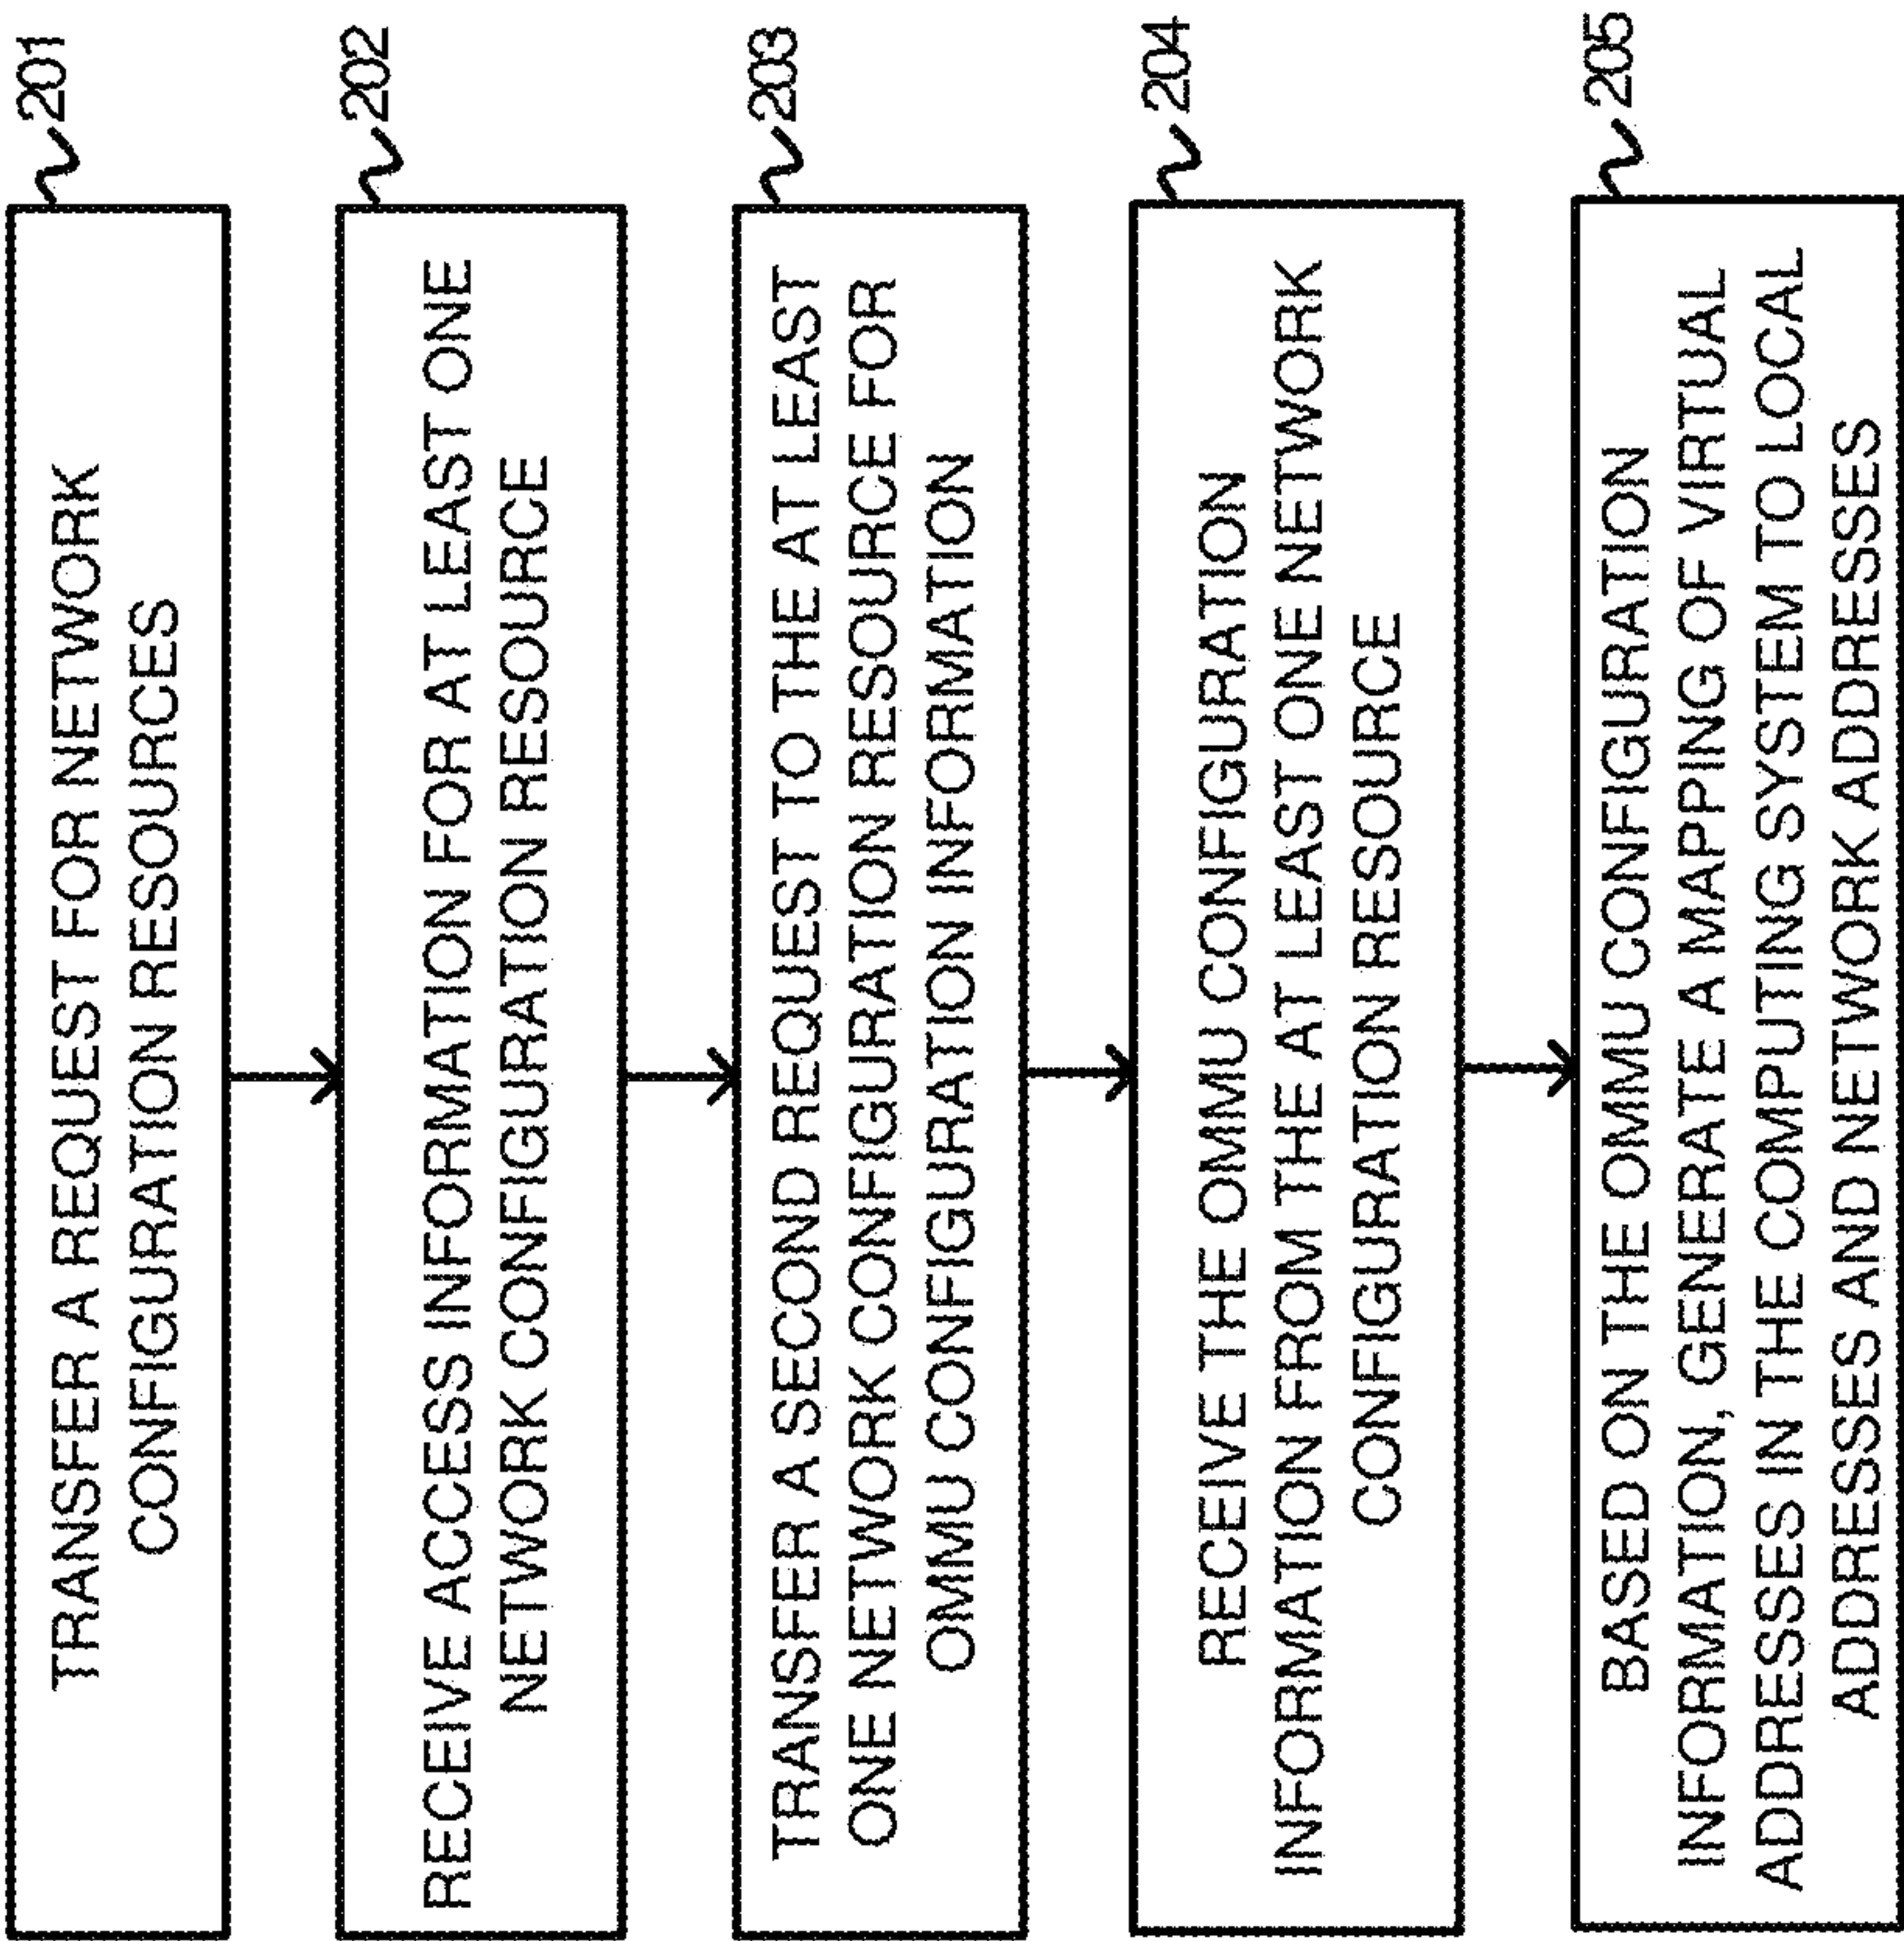 201
TRANSFER A REQUEST FOR NETWORK
CONFIGURATION RESOURCES
202
RECEIVE ACCESS INFORMATION FOR AT LEAST ONE
NETWORK CONFIGURATION RESOURCE
203
TRANSFER A SECOND REQUEST TO THE AT LEAST
ONE NETWORK CONFIGURATION RESOURCE FOR
OMMU CONFIGURATION INFORMATION
204
RECEIVE THE OMMU CONFIGURATION
INFORMATION FROM THE AT LEAST ONE NETWORK
CONFIGURATION RESOURCE
205
BASED ON THE OMMU CONFIGURATION
INFORMATION, GENERATE A MAPPING OF VIRTUAL
ADDRESSES IN THE COMPUTING SYSTEM TO LOCAL
ADDRESSES AND NETWORK ADDRESSES